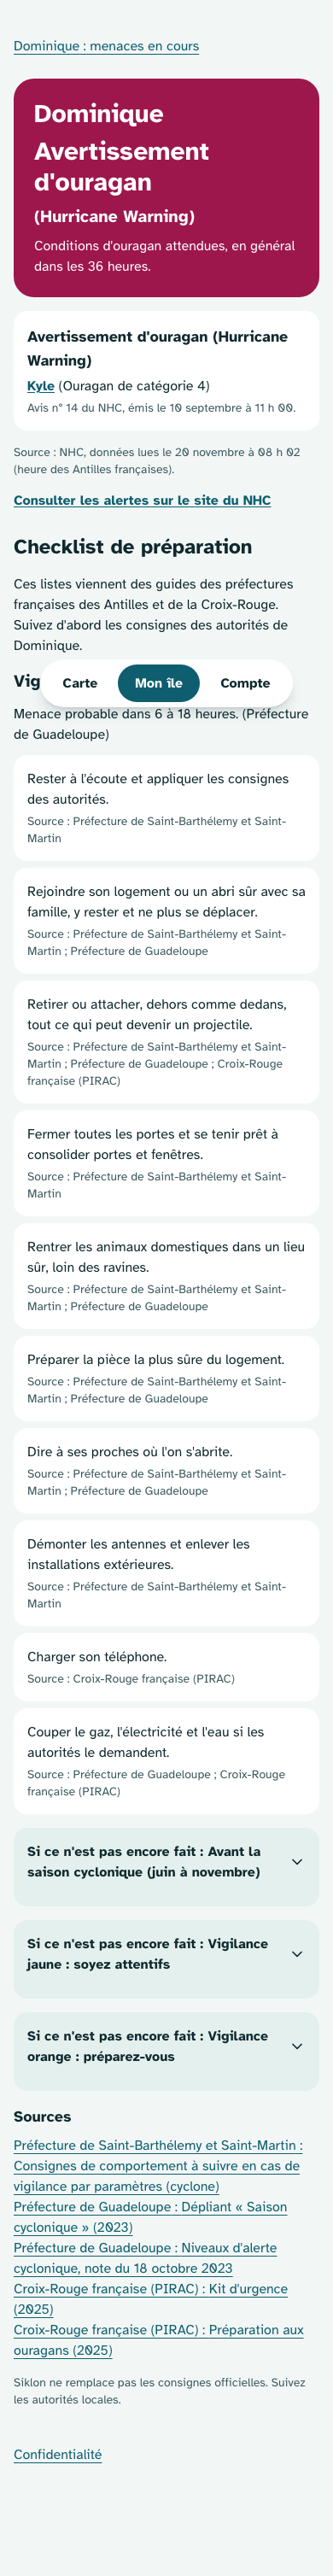 Dominique : menaces en cours
Dominique
Avertissement
d'ouragan
(Hurricane Warning)
Conditions d'ouragan attendues, en général
dans les 36 heures.
Avertissement d'ouragan (Hurricane
Warning)
Kyle (Ouragan de catégorie 4)
Avis n° 14 du NHC, émis le 10 septembre à 11 h 00.
Source : NHC, données lues le 20 novembre à 08 h 02
(heure des Antilles françaises).
Consulter les alertes sur le site du NHC
Checklist de préparation
Ces listes viennent des guides des préfectures
françaises des Antilles et de la Croix-Rouge.
Suivez d'abord les consignes des autorités de
Dominique.
Carte
Mon île
Compte
Menace probable dans 6 à 18 heures. (Préfecture
de Guadeloupe)
Rester à l'écoute et appliquer les consignes
des autorités.
Source : Préfecture de Saint-Barthélemy et Saint-
Martin
Rejoindre son logement ou un abri sûr avec sa
famille, y rester et ne plus se déplacer.
Source : Préfecture de Saint-Barthélemy et Saint-
Martin ; Préfecture de Guadeloupe
Retirer ou attacher, dehors comme dedans,
tout ce qui peut devenir un projectile.
Source : Préfecture de Saint-Barthélemy et Saint-
Martin ; Préfecture de Guadeloupe ; Croix-Rouge
française (PIRAC)
Fermer toutes les portes et se tenir prêt à
consolider portes et fenêtres.
Source : Préfecture de Saint-Barthélemy et Saint-
Martin
Rentrer les animaux domestiques dans un lieu
sûr, loin des ravines.
Source : Préfecture de Saint-Barthélemy et Saint-
Martin ; Préfecture de Guadeloupe
Préparer la pièce la plus sûre du logement.
Source : Préfecture de Saint-Barthélemy et Saint-
Martin ; Préfecture de Guadeloupe
Dire à ses proches où l'on s'abrite.
Source : Préfecture de Saint-Barthélemy et Saint-
Martin ; Préfecture de Guadeloupe
Démonter les antennes et enlever les
installations extérieures.
Source : Préfecture de Saint-Barthélemy et Saint-
Martin
Charger son téléphone.
Source : Croix-Rouge française (PIRAC)
Couper le gaz, l'électricité et l'eau si les
autorités le demandent.
Source : Préfecture de Guadeloupe ; Croix-Rouge
française (PIRAC)
Si ce n'est pas encore fait : Avant la
saison cyclonique (juin à novembre)
Si ce n'est pas encore fait : Vigilance
jaune : soyez attentifs
Si ce n'est pas encore fait : Vigilance
orange : préparez-vous
Sources
Préfecture de Saint-Barthélemy et Saint-Martin :
Consignes de comportement à suivre en cas de
vigilance par paramètres (cyclone)
Préfecture de Guadeloupe : Dépliant « Saison
cyclonique » (2023)
Préfecture de Guadeloupe : Niveaux d'alerte
cyclonique, note du 18 octobre 2023
Croix-Rouge française (PIRAC) : Kit d'urgence
(2025)
Croix-Rouge française (PIRAC) : Préparation aux
ouragans (2025)
Siklon ne remplace pas les consignes officielles. Suivez
les autorités locales.
Confidentialité